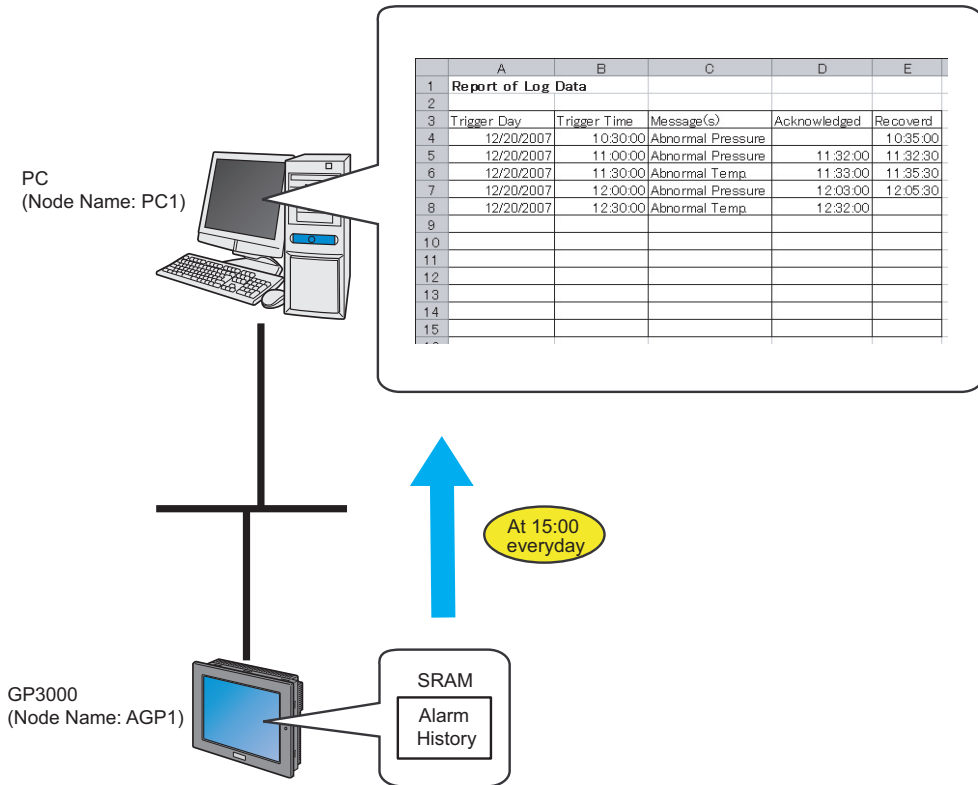 A B C D E
1 Report of Log Data
2
3 Trigger Day Trigger Time Message(s) Acknowledged Recoverd
4 12/20/2007 10:30:00 Abnormal Pressure 10:35:00
5 12/20/2007 11:00:00 Abnormal Pressure 11:32:00 11:32:30
6 12/20/2007 11:30:00 Abnormal Temp. 11:33:00 11:35:30
7 12/20/2007 12:00:00 Abnormal Pressure 12:03:00 12:05:30
8 12/20/2007 12:30:00 Abnormal Temp. 12:32:00
9
10
11
12
13
14
15
PC
(Node Name: PC1)
At 15:00
everyday
GP3000
(Node Name: AGP1)
SRAM
Alarm
History